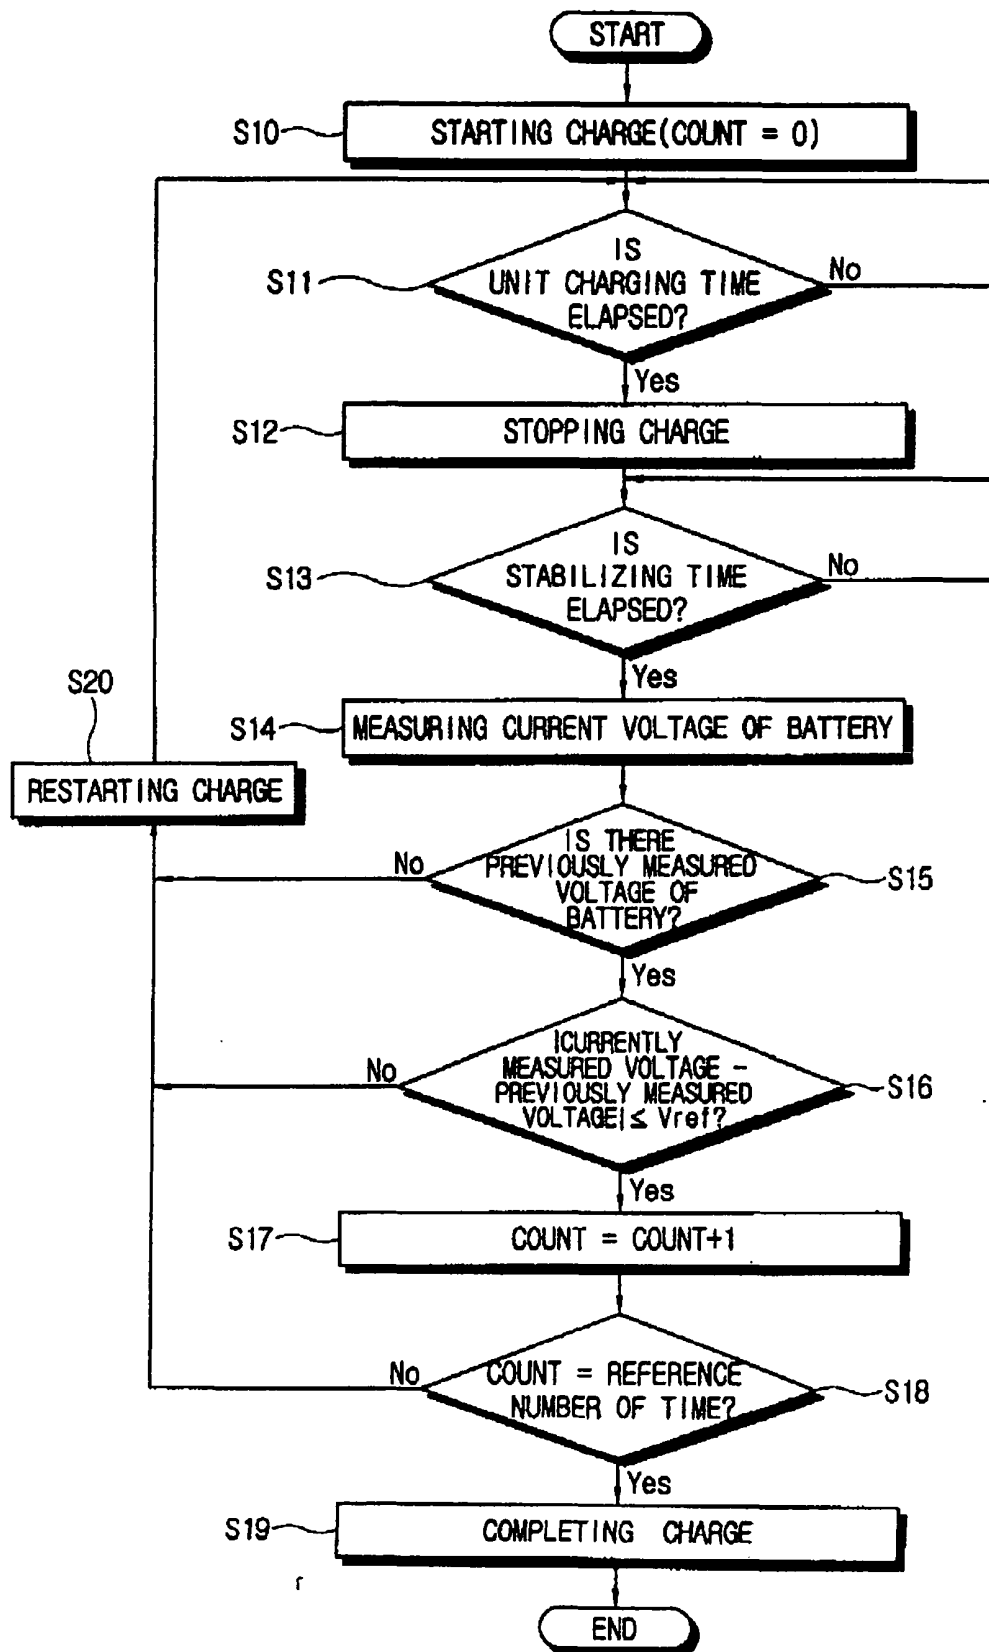 START
S10
STARTING CHARGE(COUNT = 0)
S11
IS
UNIT CHARGING TIME
ELAPSED?
No
Yes
S12
STOPPING CHARGE
S13
IS
STABILIZING TIME
ELAPSED?
No
Yes
S20
RESTARTING CHARGE
S14
MEASURING CURRENT VOLTAGE OF BATTERY
IS THERE
PREVIOUSLY MEASURED
VOLTAGE OF
BATTERY?
No
S15
Yes
|CURRENTLY
MEASURED VOLTAGE -
PREVIOUSLY MEASURED
VOLTAGE|≤ Vref?
No
S16
Yes
S17
COUNT = COUNT+1
No
COUNT = REFERENCE
NUMBER OF TIME?
S18
Yes
S19
COMPLETING CHARGE
END